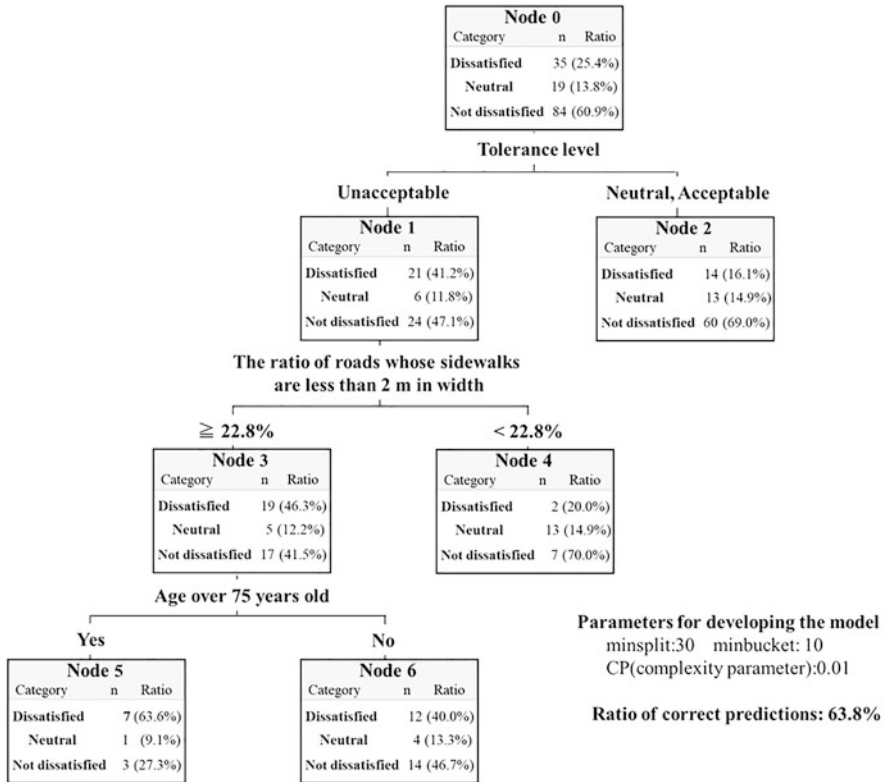 Node 0
Category n Ratio
Dissatisfied 35 (25.4%)
Neutral 19 (13.8%)
Not dissatisfied 84 (60.9%)
Tolerance level
Unacceptable
Neutral, Acceptable
Node 1
Category n Ratio
Dissatisfied 21 (41.2%)
Neutral 6 (11.8%)
Not dissatisfied 24 (47.1%)
Node 2
Category n Ratio
Dissatisfied 14 (16.1%)
Neutral 13 (14.9%)
Not dissatisfied 60 (69.0%)
The ratio of roads whose sidewalks
are less than 2 m in width
≧ 22.8%
< 22.8%
Node 3
Category n Ratio
Dissatisfied 19 (46.3%)
Neutral 5 (12.2%)
Not dissatisfied 17 (41.5%)
Node 4
Category n Ratio
Dissatisfied 2 (20.0%)
Neutral 13 (14.9%)
Not dissatisfied 7 (70.0%)
Age over 75 years old
Yes
No
Node 5
Category n Ratio
Dissatisfied 7 (63.6%)
Neutral 1 (9.1%)
Not dissatisfied 3 (27.3%)
Node 6
Category n Ratio
Dissatisfied 12 (40.0%)
Neutral 4 (13.3%)
Not dissatisfied 14 (46.7%)
Parameters for developing the model
minsplit:30 minbucket: 10
CP(complexity parameter):0.01
Ratio of correct predictions: 63.8%